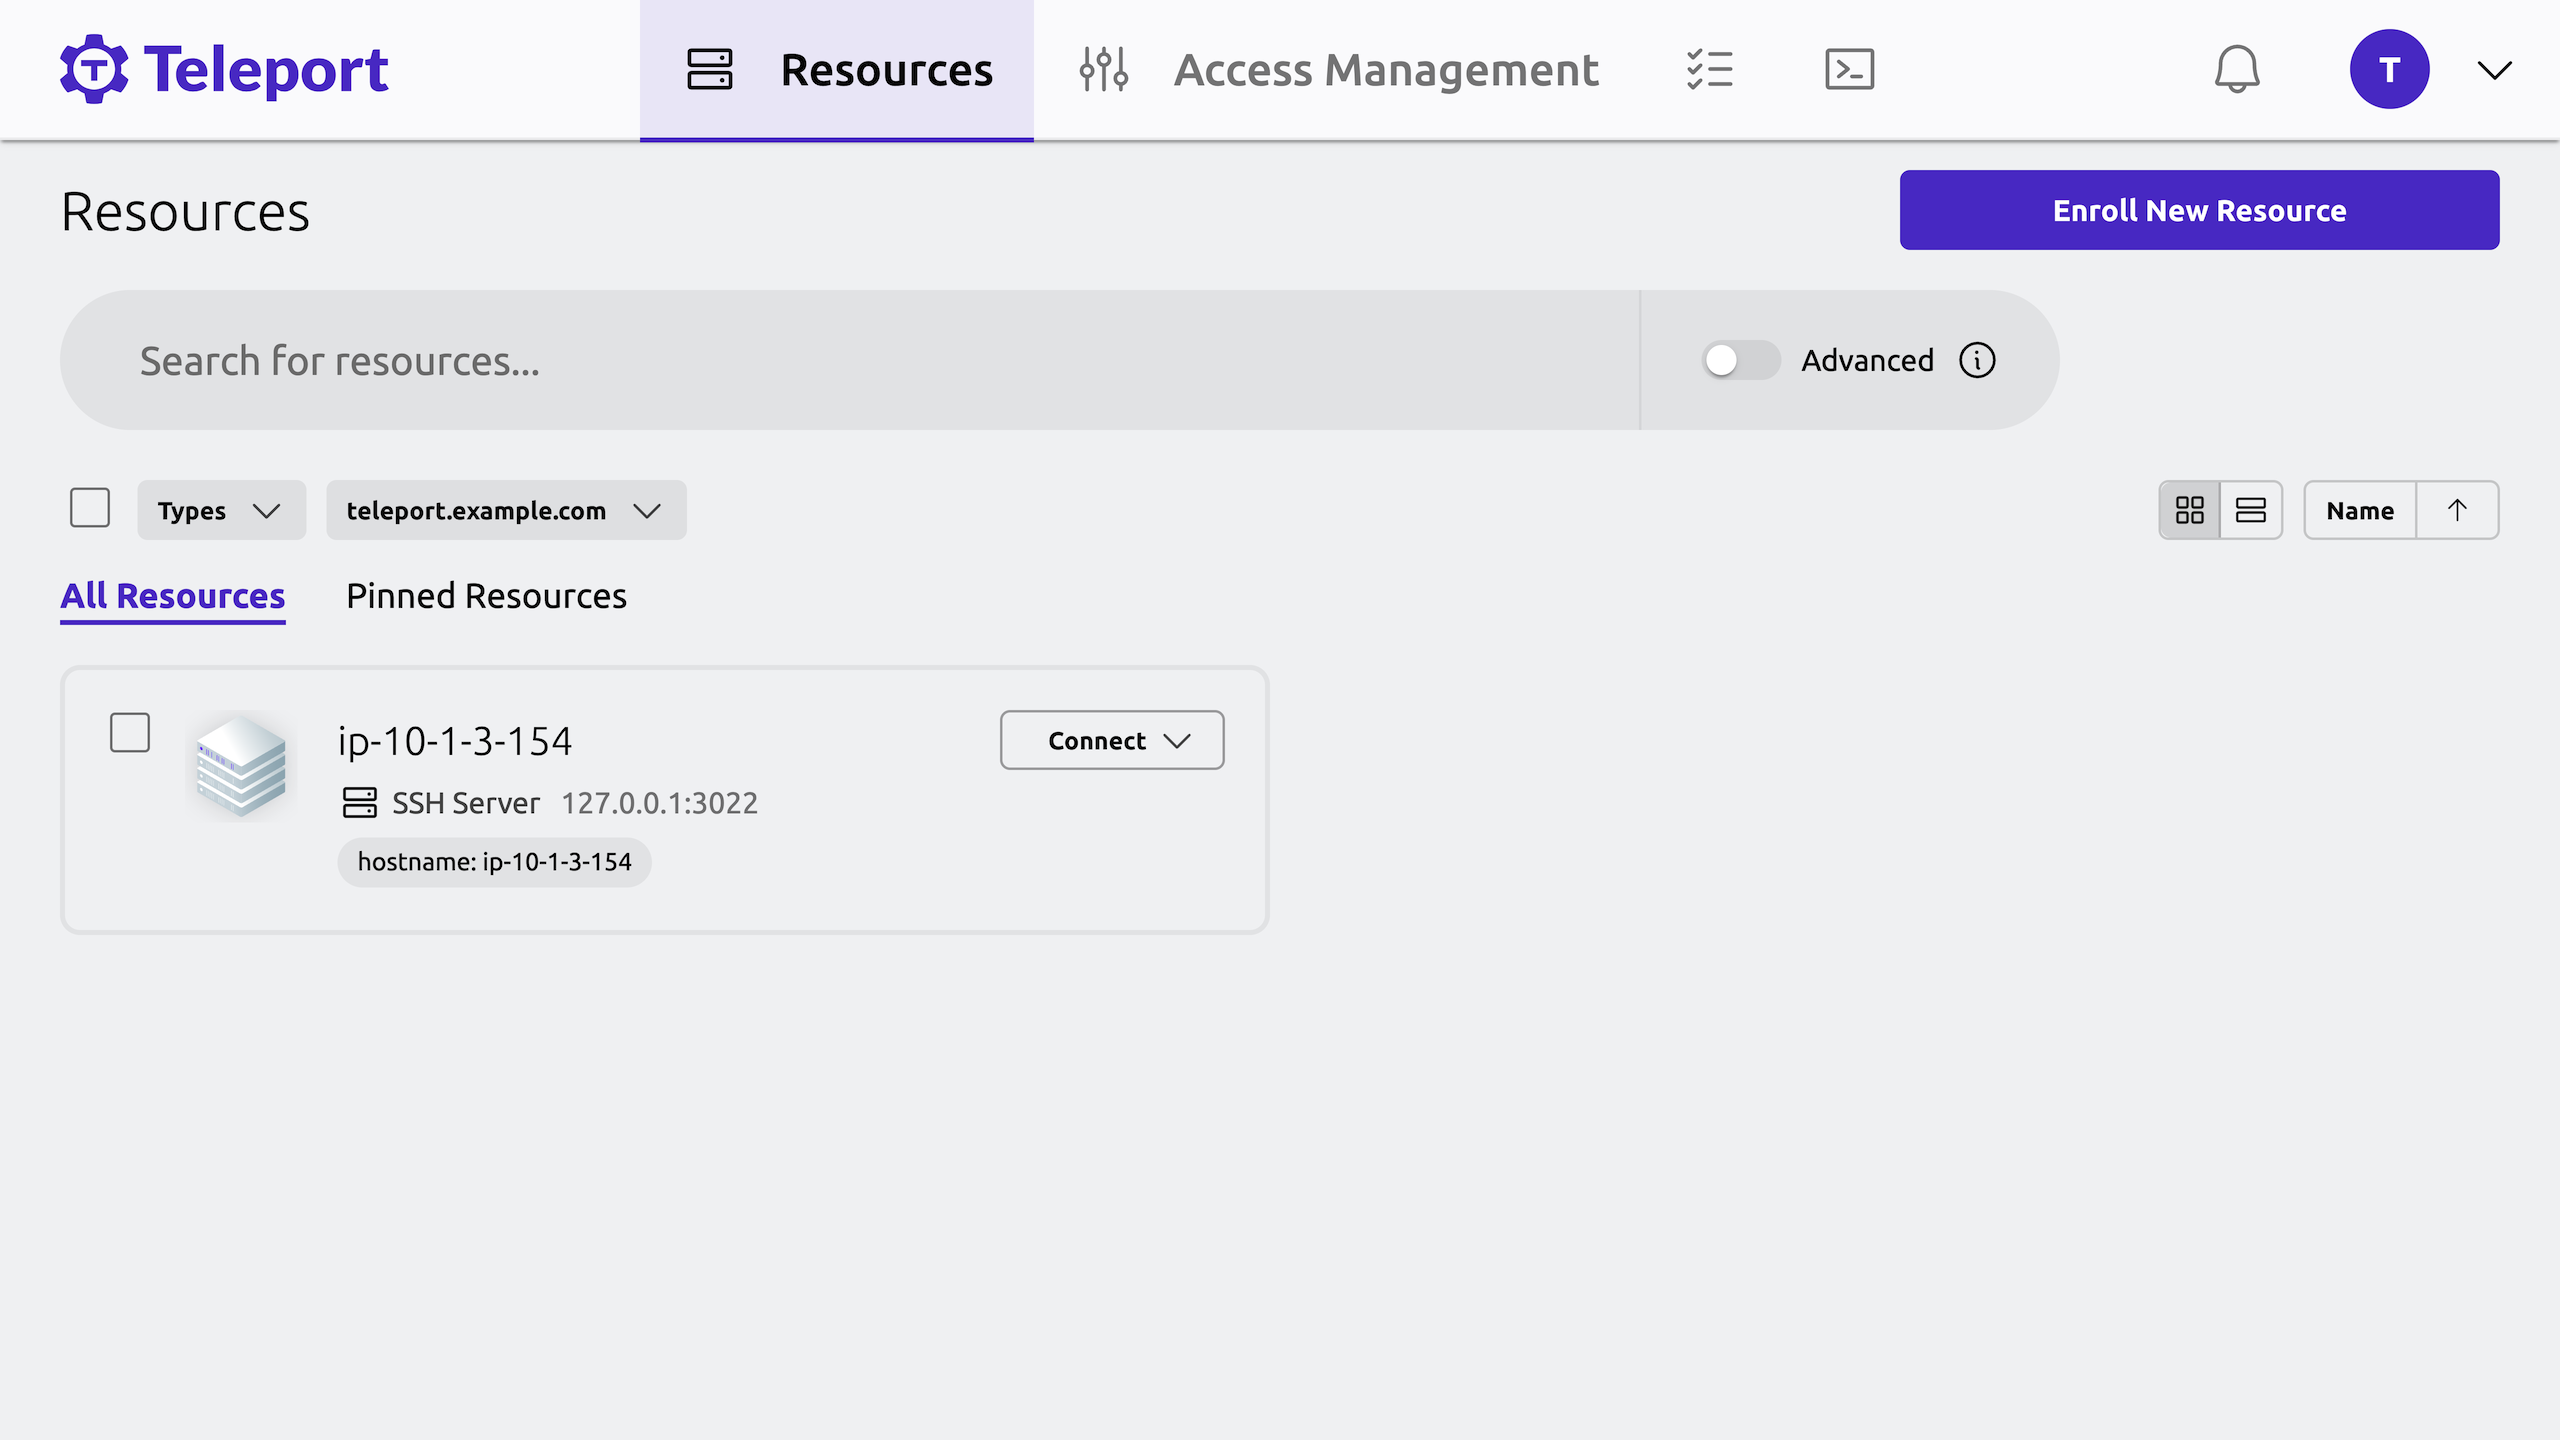 Teleport
Resources
Access Management
T
Resources
Enroll New Resource
Search for resources...
Advanced
Types
teleport.example.com
Name
All Resources
Pinned Resources
ip-10-1-3-154
Connect
SSH Server 127.0.0.1:3022
hostname: ip-10-1-3-154